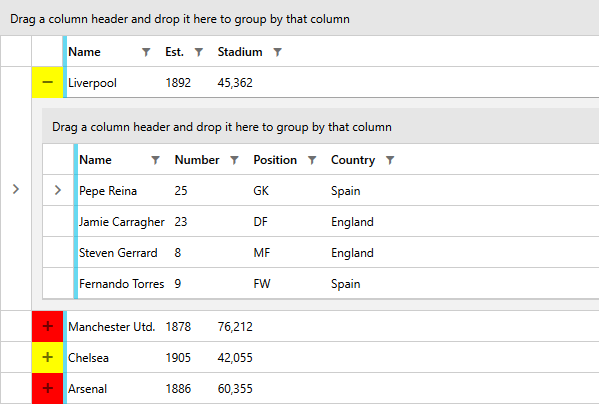 Drag a column header and drop it here to group by that column
Name Est. Stadium
Liverpool 1892 45,362
Drag a column header and drop it here to group by that column
Name Number Position Country
Pepe Reina 25 GK Spain
Jamie Carragher 23 DF England
Steven Gerrard 8 MF England
Fernando Torres 9 FW Spain
Manchester Utd. 1878 76,212
Chelsea 1905 42,055
Arsenal 1886 60,355